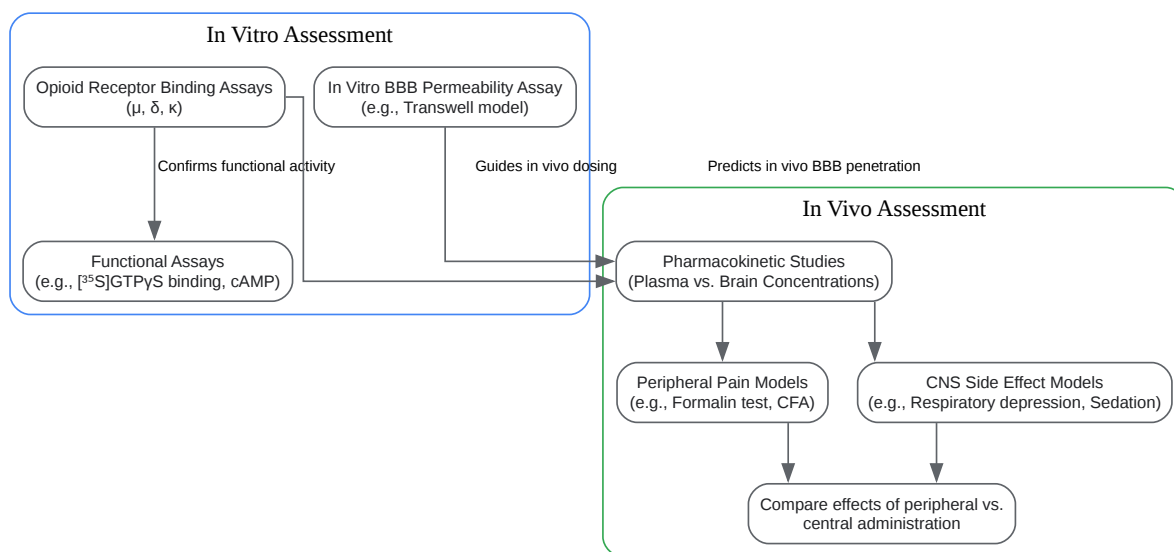 In Vitro Assessment
Opioid Receptor Binding Assays
(μ, δ, κ)
In Vitro BBB Permeability Assay
(e.g., Transwell model)
Confirms functional activity
Guides in vivo dosing
Predicts in vivo BBB penetration
In Vivo Assessment
Functional Assays
(e.g., [³⁵S]GTPγS binding, cAMP)
Pharmacokinetic Studies
(Plasma vs. Brain Concentrations)
Peripheral Pain Models
(e.g., Formalin test, CFA)
CNS Side Effect Models
(e.g., Respiratory depression, Sedation)
Compare effects of peripheral vs.
central administration